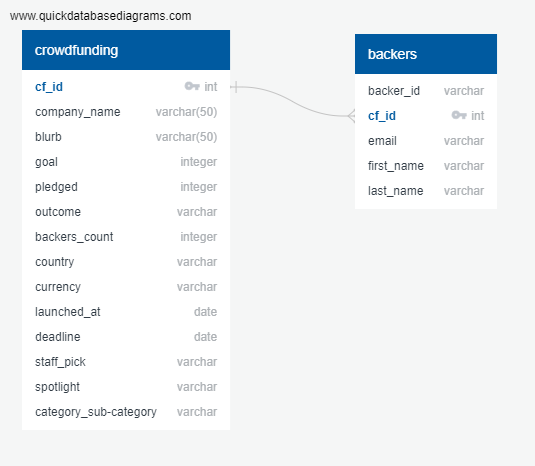 www.quickdatabasediagrams.com
crowdfunding
cf_id int
company_name varchar(50)
blurb varchar(50)
goal integer
pledged integer
outcome varchar
backers_count integer
country varchar
currency varchar
launched_at date
deadline date
staff_pick varchar
spotlight varchar
category_sub-category varchar
backers
backer_id varchar
cf_id int
email varchar
first_name varchar
last_name varchar